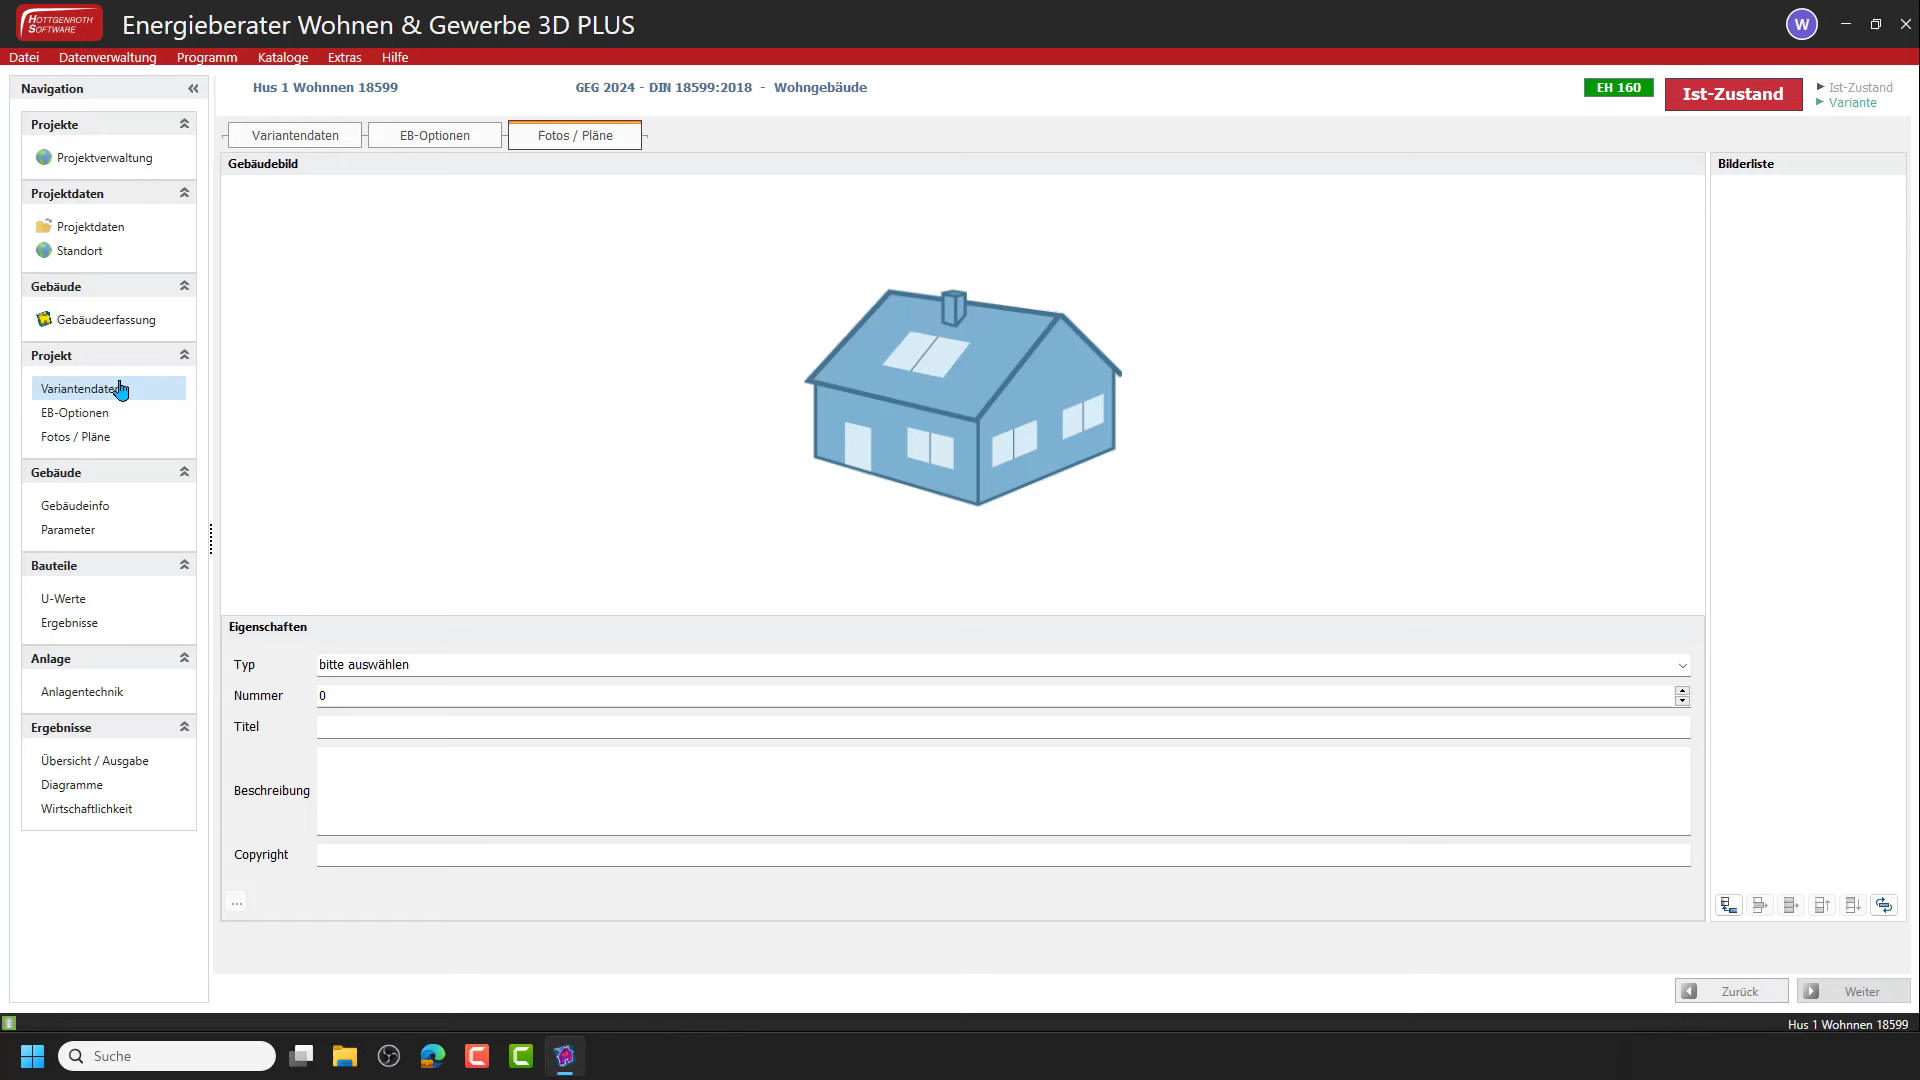 HOTTGENROTH
SOFTWARE
Energieberater Wohnen & Gewerbe 3D PLUS
W
Datei Datenverwaltung Programm Kataloge Extras Hilfe
Navigation
Hus 1 Wohnnen 18599
GEG 2024 - DIN 18599:2018 - Wohngebäude
EH 160
Ist-Zustand
Ist-Zustand
Variante
Projekte
Projektverwaltung
Projektdaten
Projektdaten
Standort
Gebäude
Gebäudeerfassung
Projekt
Variantendaten
EB-Optionen
Fotos / Pläne
Gebäude
Gebäudeinfo
Parameter
Bauteile
U-Werte
Ergebnisse
Anlage
Anlagentechnik
Ergebnisse
Übersicht / Ausgabe
Diagramme
Wirtschaftlichkeit
Variantendaten EB-Optionen Fotos / Pläne
Gebäudebild
Bilderliste
Eigenschaften
Typ bitte auswählen
Nummer 0
Titel
Beschreibung
Copyright
...
Zurück Weiter
Hus 1 Wohnnen 18599
Suche